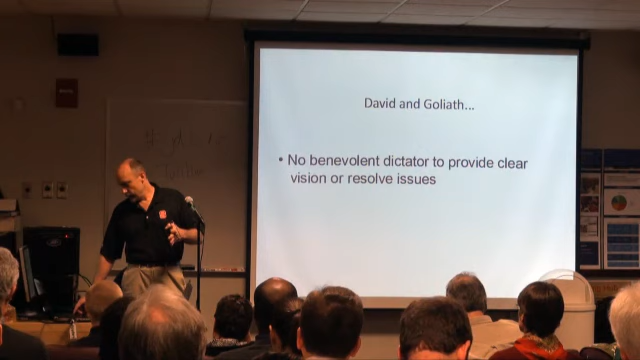 David and Goliath...
• No benevolent dictator to provide clear
vision or resolve issues